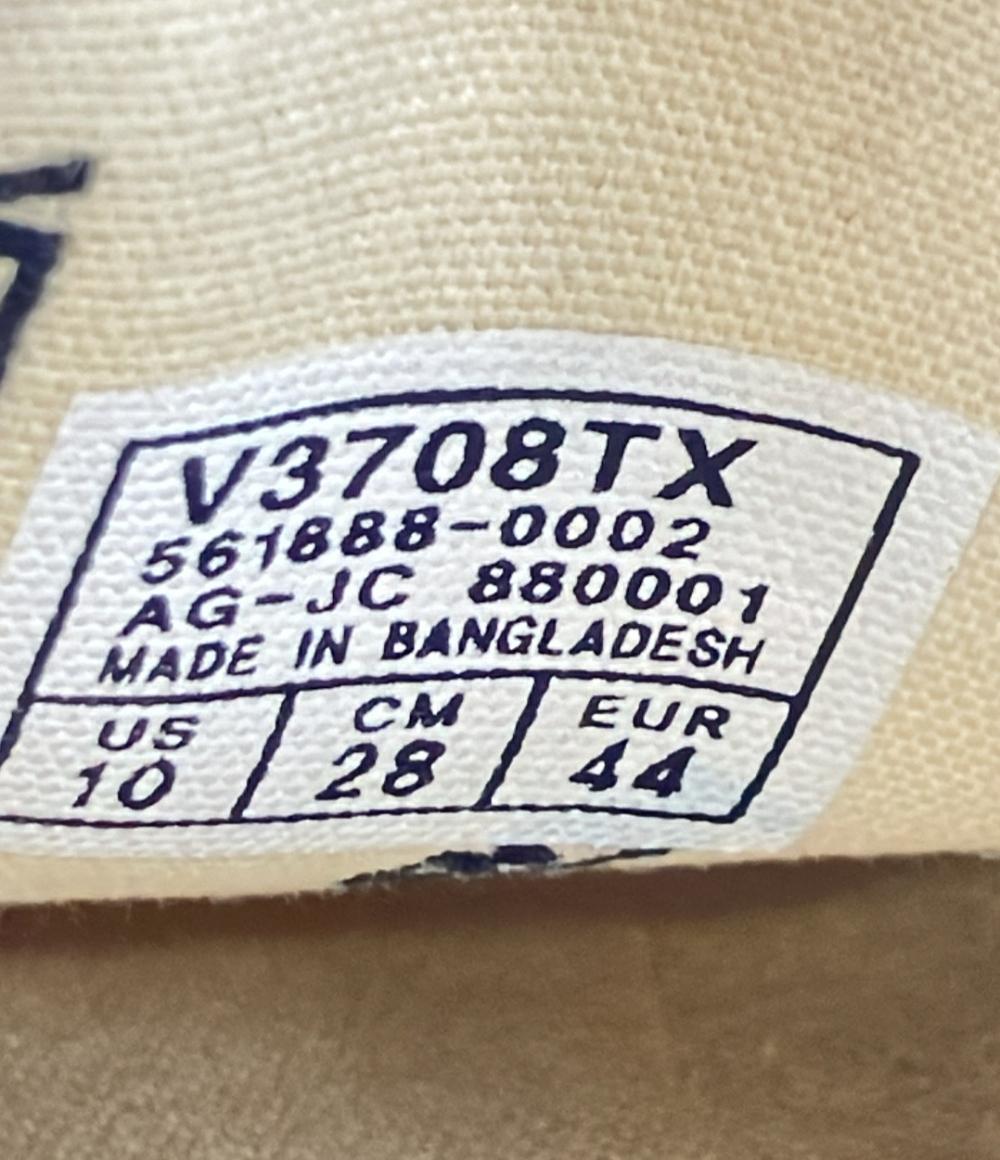 V3708TX
561888-0002
AG-JC 880001
MADE IN BANGLADESH
US CM EUR
10 28 44